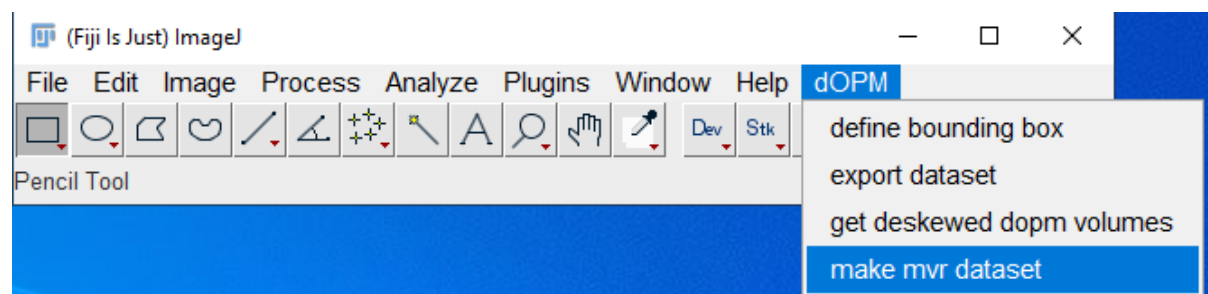 (Fiji Is Just) ImageJ
File Edit Image Process Analyze Plugins Window Help dOPM
Dev Stk
define bounding box
Pencil Tool
export dataset
get deskewed dopm volumes
make mvr dataset